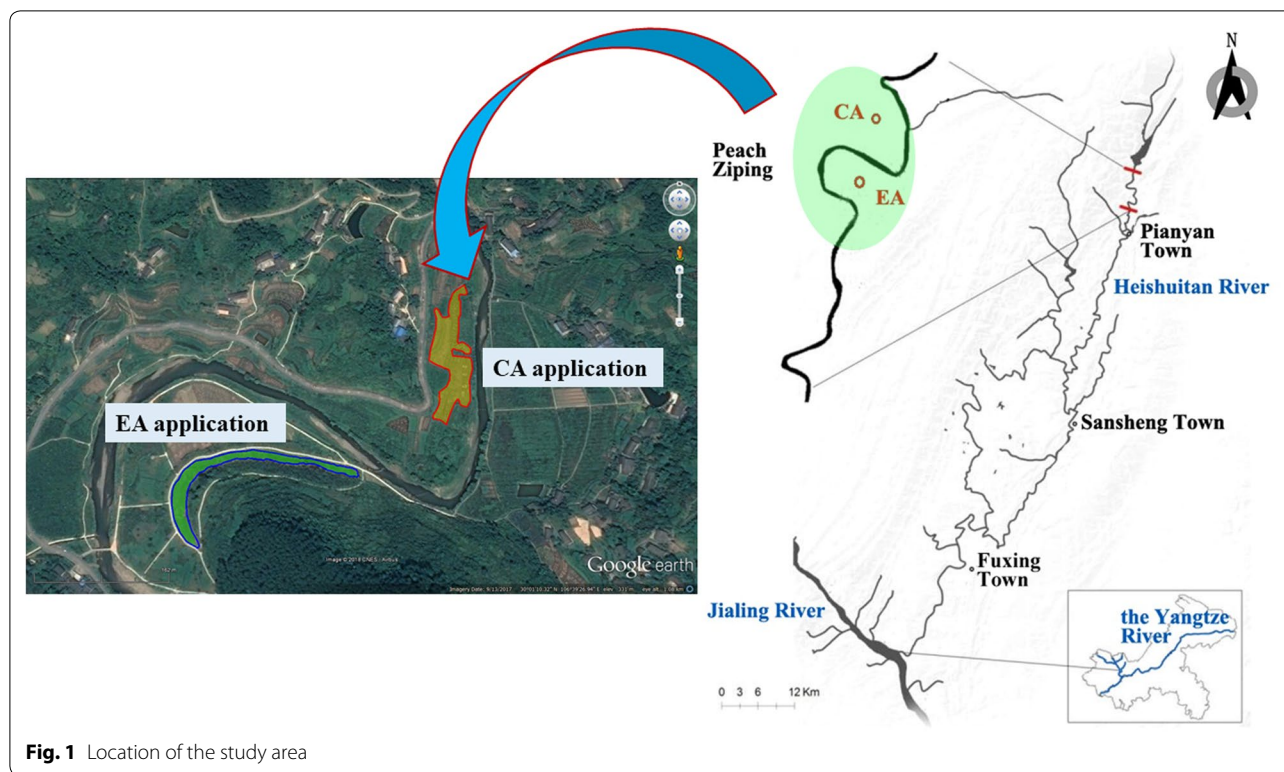 N
CA
Peach
Ziping
EA
Pianyan
Town
Heishuitan River
CA application
EA application
Sansheng Town
Google earth
Fuxing
Town
Jialing River
the Yangtze
River
0 3 6 12 Km
Fig. 1 Location of the study area